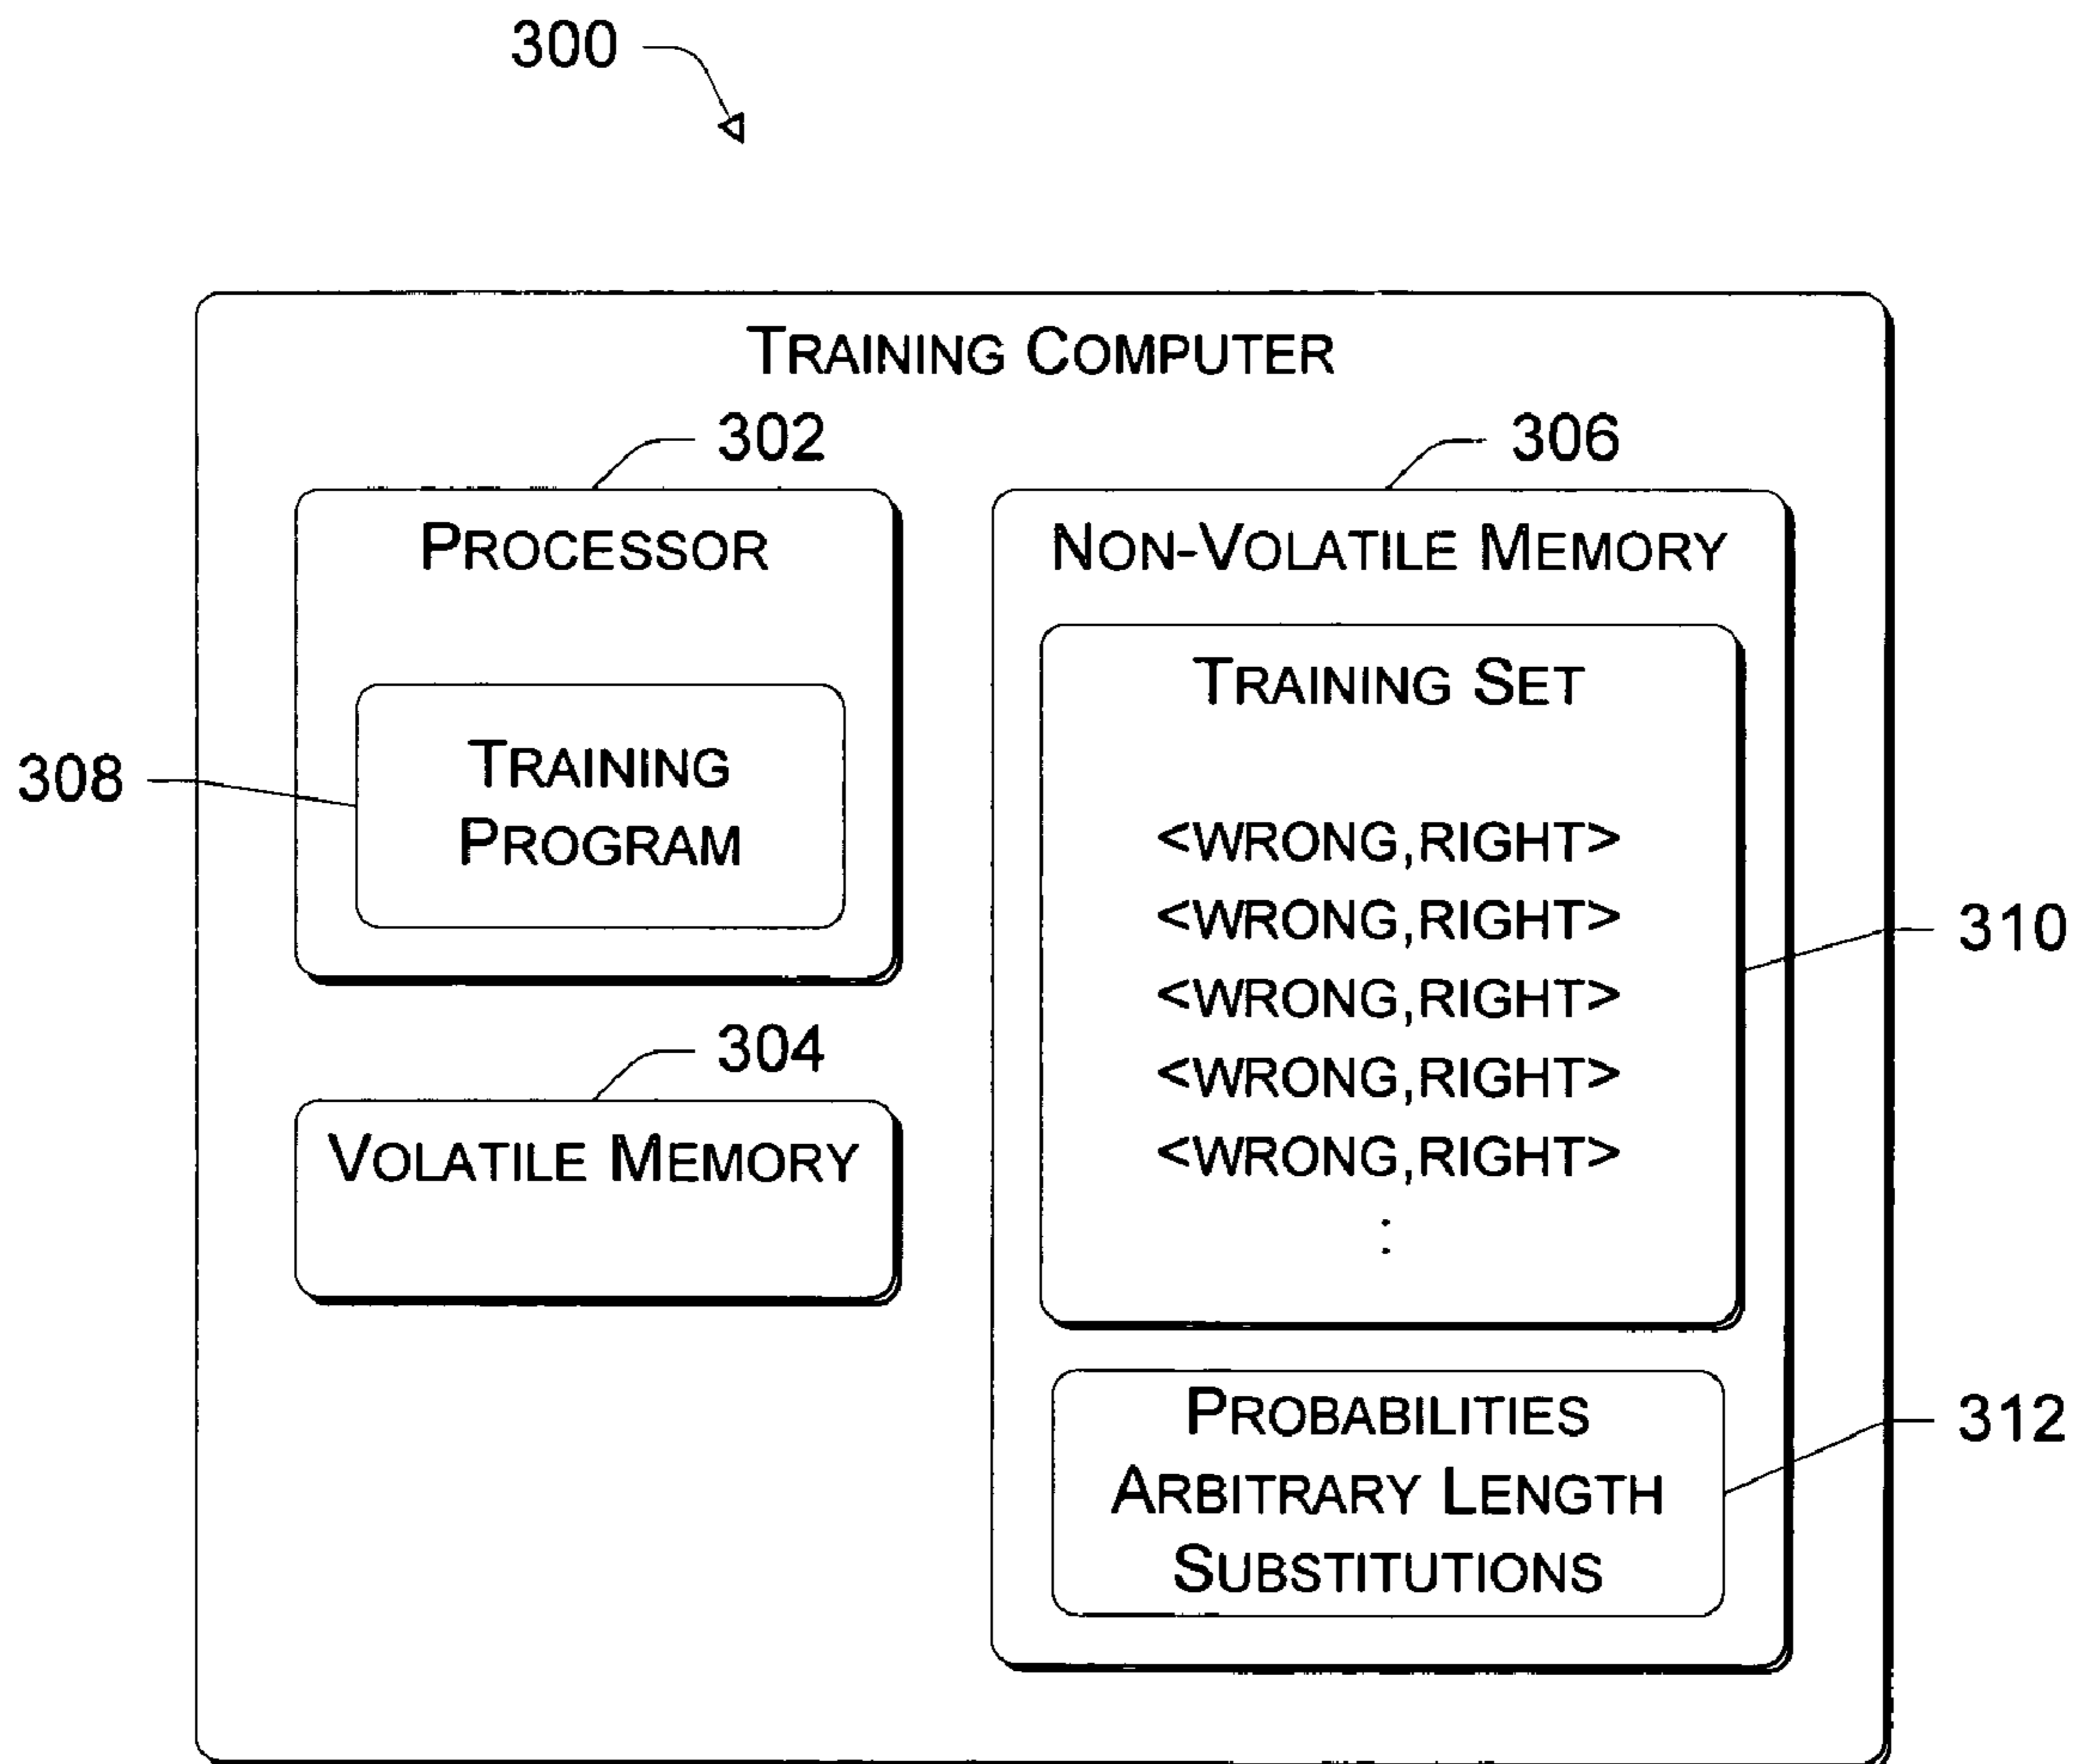 300
TRAINING COMPUTER
302
306
PROCESSOR
NON-VOLATILE MEMORY
TRAINING SET
308
TRAINING
PROGRAM
<WRONG,RIGHT>
<WRONG,RIGHT>
310
<WRONG,RIGHT>
304
<WRONG,RIGHT>
VOLATILE MEMORY
<WRONG,RIGHT>
:
PROBABILITIES
ARBITRARY LENGTH
SUBSTITUTIONS
312